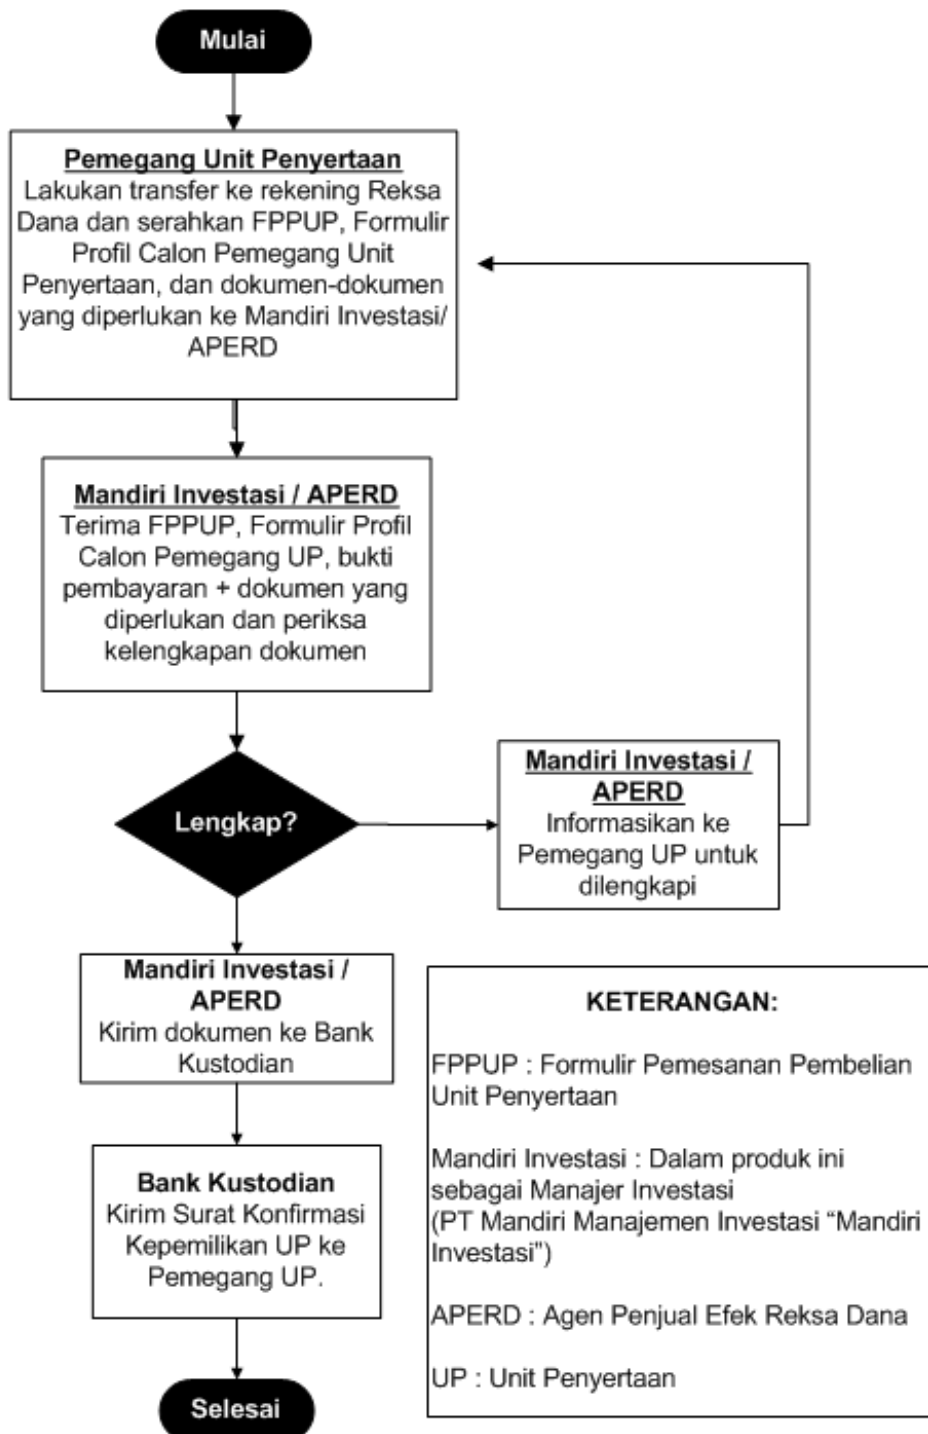 Mulai
Pemegang Unit Penyertaan
Lakukan transfer ke rekening Reksa
Dana dan serahkan FPPUP, Formulir
Profil Calon Pemegang Unit
Penyertaan, dan dokumen-dokumen
yang diperlukan ke Mandiri Investasi/
APERD
Mandiri Investasi / APERD
Terima FPPUP, Formulir Profil
Calon Pemegang UP, bukti
pembayaran + dokumen yang
diperlukan dan periksa
kelengkapan dokumen
Lengkap?
Mandiri Investasi /
APERD
Informasikan ke
Pemegang UP untuk
dilengkapi
Mandiri Investasi /
APERD
Kirim dokumen ke Bank
Kustodian
Bank Kustodian
Kirim Surat Konfirmasi
Kepemilikan UP ke
Pemegang UP.
Selesai
KETERANGAN:
FPPUP : Formulir Pemesanan Pembelian
Unit Penyertaan
Mandiri Investasi : Dalam produk ini
sebagai Manajer Investasi
(PT Mandiri Manajemen Investasi “Mandiri
Investasi”)
APERD : Agen Penjual Efek Reksa Dana
UP : Unit Penyertaan